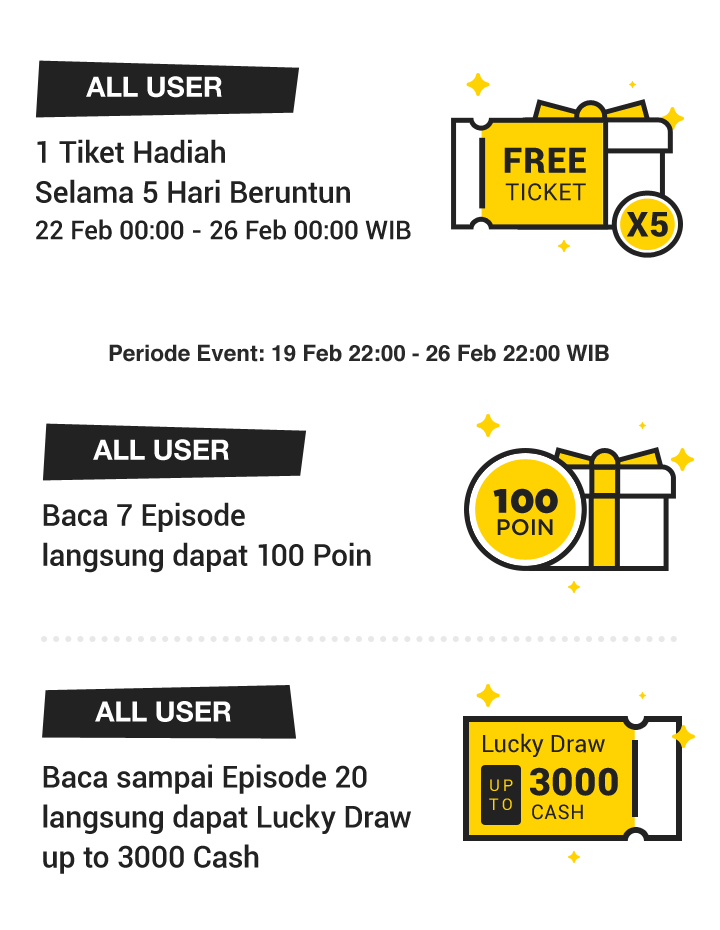 ALL USER
1 Tiket Hadiah
Selama 5 Hari Beruntun
22 Feb 00:00 - 26 Feb 00:00 WIB
FREE
TICKET
X5
Periode Event: 19 Feb 22:00 - 26 Feb 22:00 WIB
ALL USER
Baca 7 Episode
langsung dapat 100 Poin
100
POIN
ALL USER
Baca sampai Episode 20
langsung dapat Lucky Draw
up to 3000 Cash
Lucky Draw
UP
TO
3000
CASH